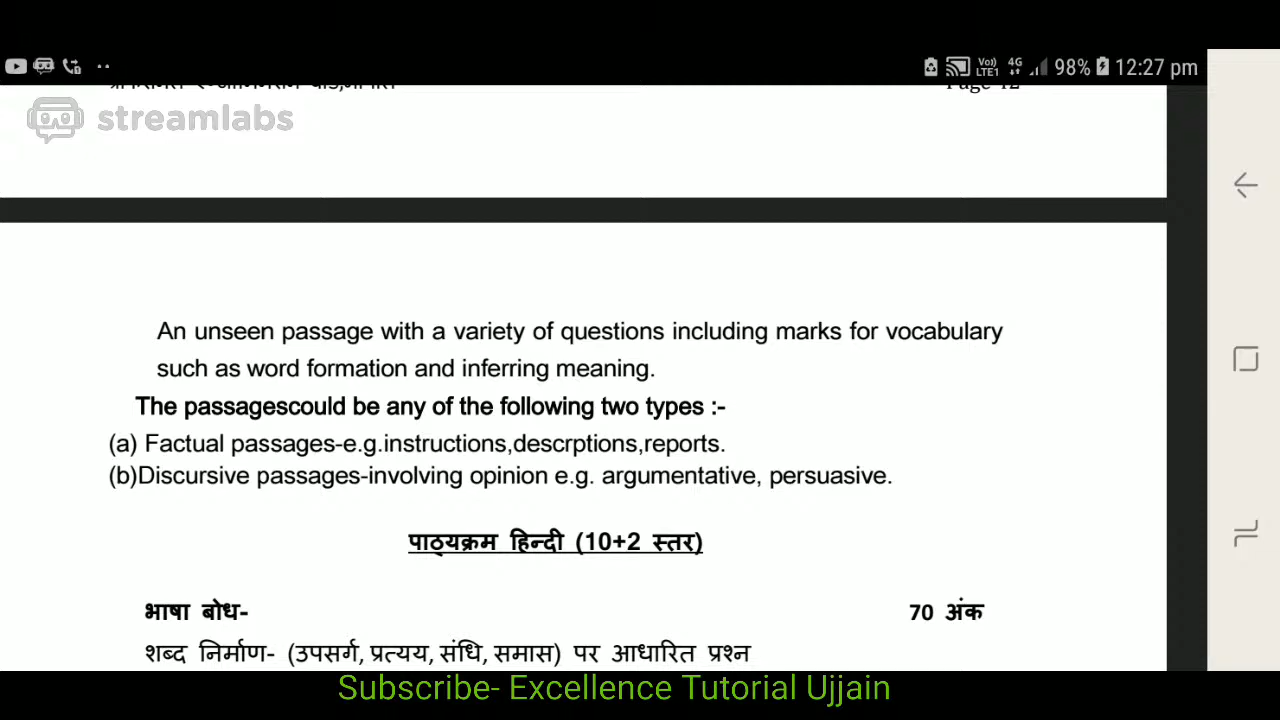 98% 12:27 pm
Page 12
streamlabs
An unseen passage with a variety of questions including marks for vocabulary
such as word formation and inferring meaning.
The passagescould be any of the following two types :-
(a) Factual passages-e.g.instructions,descrptions,reports.
(b)Discursive passages-involving opinion e.g. argumentative, persuasive.
पाठ्यक्रम हिन्दी (10+2 स्तर)
भाषा बोध- 70 अंक
शब्द निर्माण- (उपसर्ग, प्रत्यय, संधि, समास) पर आधारित प्रश्न
Subscribe- Excellence Tutorial Ujjain